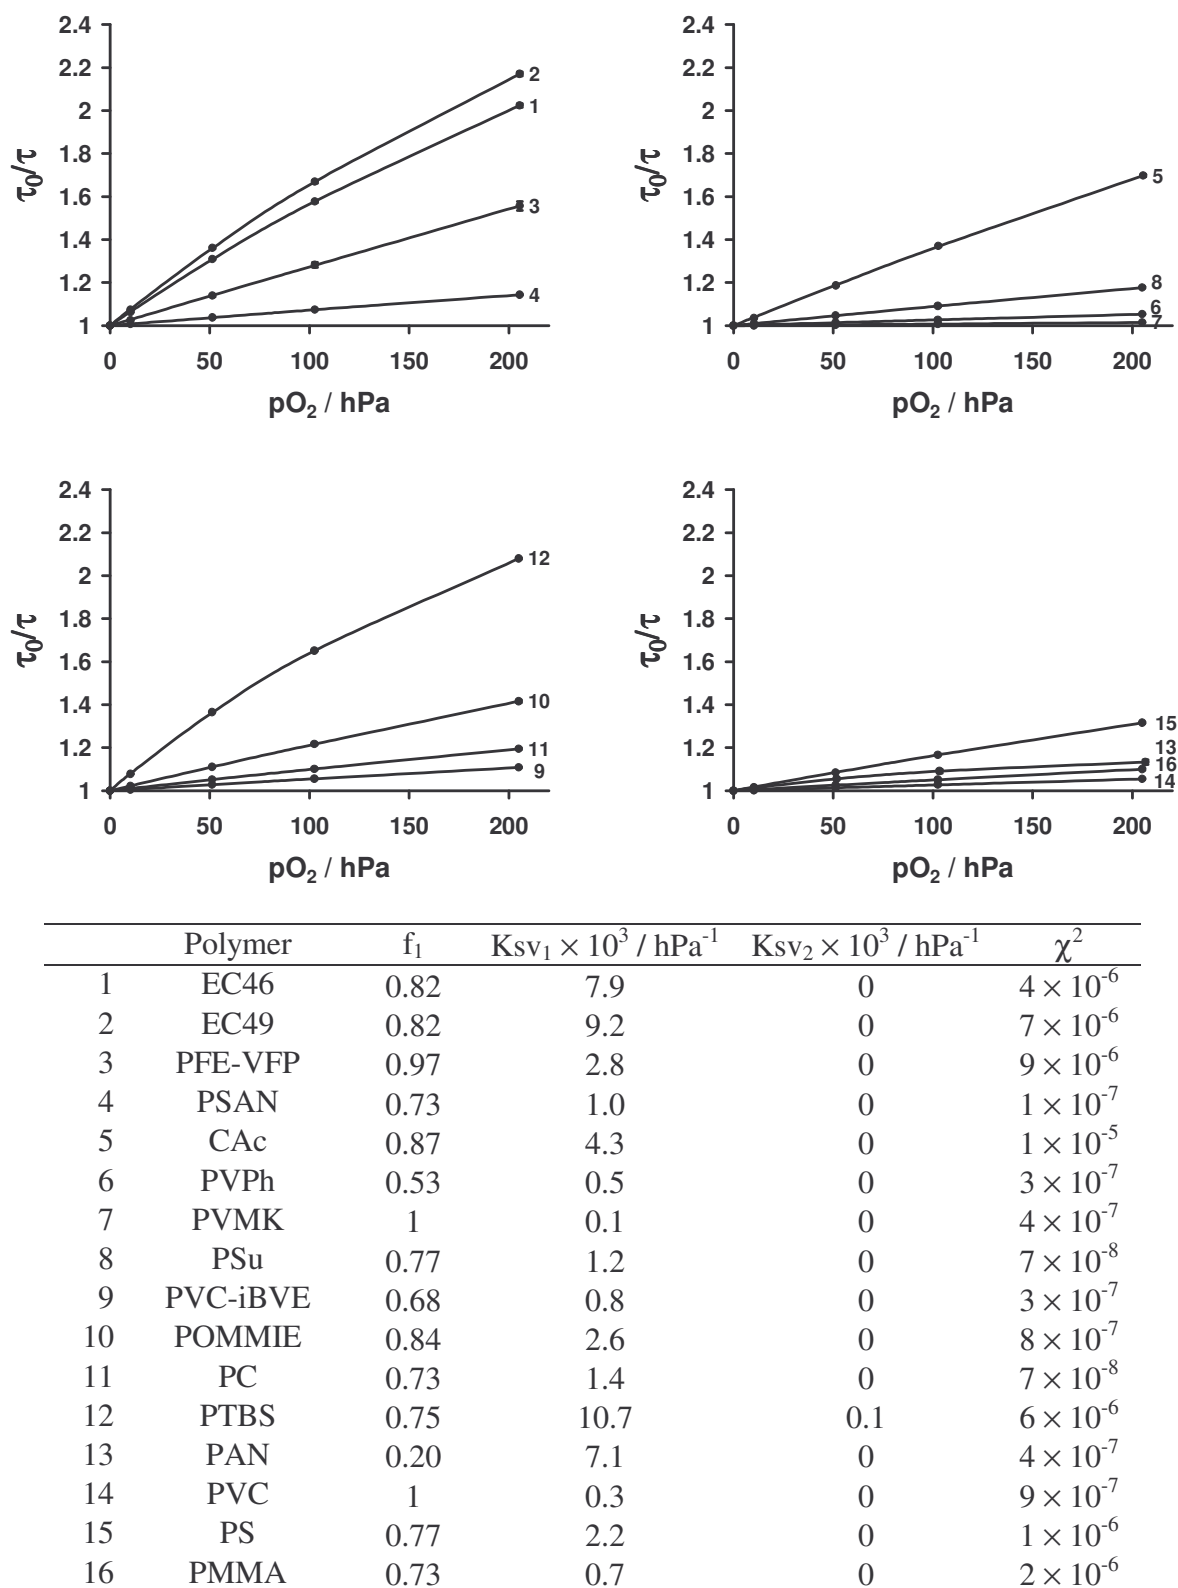 2.4
2.2
2
1.8
1.6
1.4
1.2
1
τ₀/τ
2
1
3
4
0 50 100 150 200
pO₂ / hPa
2.4
2.2
2
1.8
1.6
1.4
1.2
1
τ₀/τ
5
8
6
7
0 50 100 150 200
pO₂ / hPa
2.4
2.2
2
1.8
1.6
1.4
1.2
1
τ₀/τ
12
10
11
9
0 50 100 150 200
pO₂ / hPa
2.4
2.2
2
1.8
1.6
1.4
1.2
1
τ₀/τ
15
13
16
14
0 50 100 150 200
pO₂ / hPa
Polymer f₁ Ksv₁ × 10³ / hPa⁻¹ Ksv₂ × 10³ / hPa⁻¹ χ²
1 EC46 0.82 7.9 0 4 × 10⁻⁶
2 EC49 0.82 9.2 0 7 × 10⁻⁶
3 PFE-VFP 0.97 2.8 0 9 × 10⁻⁶
4 PSAN 0.73 1.0 0 1 × 10⁻⁷
5 CAc 0.87 4.3 0 1 × 10⁻⁵
6 PVPh 0.53 0.5 0 3 × 10⁻⁷
7 PVMK 1 0.1 0 4 × 10⁻⁷
8 PSu 0.77 1.2 0 7 × 10⁻⁸
9 PVC-iBVE 0.68 0.8 0 3 × 10⁻⁷
10 POMMIE 0.84 2.6 0 8 × 10⁻⁷
11 PC 0.73 1.4 0 7 × 10⁻⁸
12 PTBS 0.75 10.7 0.1 6 × 10⁻⁶
13 PAN 0.20 7.1 0 4 × 10⁻⁷
14 PVC 1 0.3 0 9 × 10⁻⁷
15 PS 0.77 2.2 0 1 × 10⁻⁶
16 PMMA 0.73 0.7 0 2 × 10⁻⁶